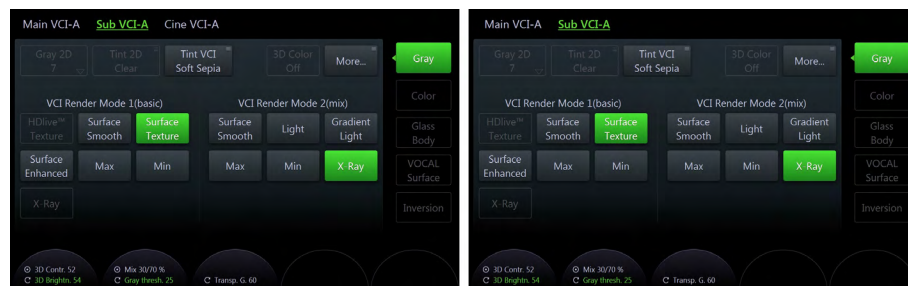 Main VCI-A Sub VCI-A Cine VCI-A
Gray 2D
7
Tint 2D
Clear
Tint VCI
Soft Sepia
3D Color
Off
More...
Gray
Color
Glass
Body
VOCAL
Surface
Inversion
VCI Render Mode 1(basic)
HDlive™
Texture
Surface
Smooth
Surface
Texture
Surface
Enhanced
Max
Min
X-Ray
VCI Render Mode 2(mix)
Surface
Smooth
Light
Gradient
Light
Max
Min
X-Ray
3D Contr. 52
3D Brightn. 54
Mix 30/70 %
Gray thresh. 25
Transp. G. 60
Main VCI-A Sub VCI-A
Gray 2D
7
Tint 2D
Clear
Tint VCI
Soft Sepia
3D Color
Off
More...
Gray
Color
Glass
Body
VOCAL
Surface
Inversion
VCI Render Mode 1(basic)
HDlive™
Texture
Surface
Smooth
Surface
Texture
Surface
Enhanced
Max
Min
X-Ray
VCI Render Mode 2(mix)
Surface
Smooth
Light
Gradient
Light
Max
Min
X-Ray
3D Contr. 52
3D Brightn. 54
Mix 30/70 %
Gray thresh. 25
Transp. G. 60